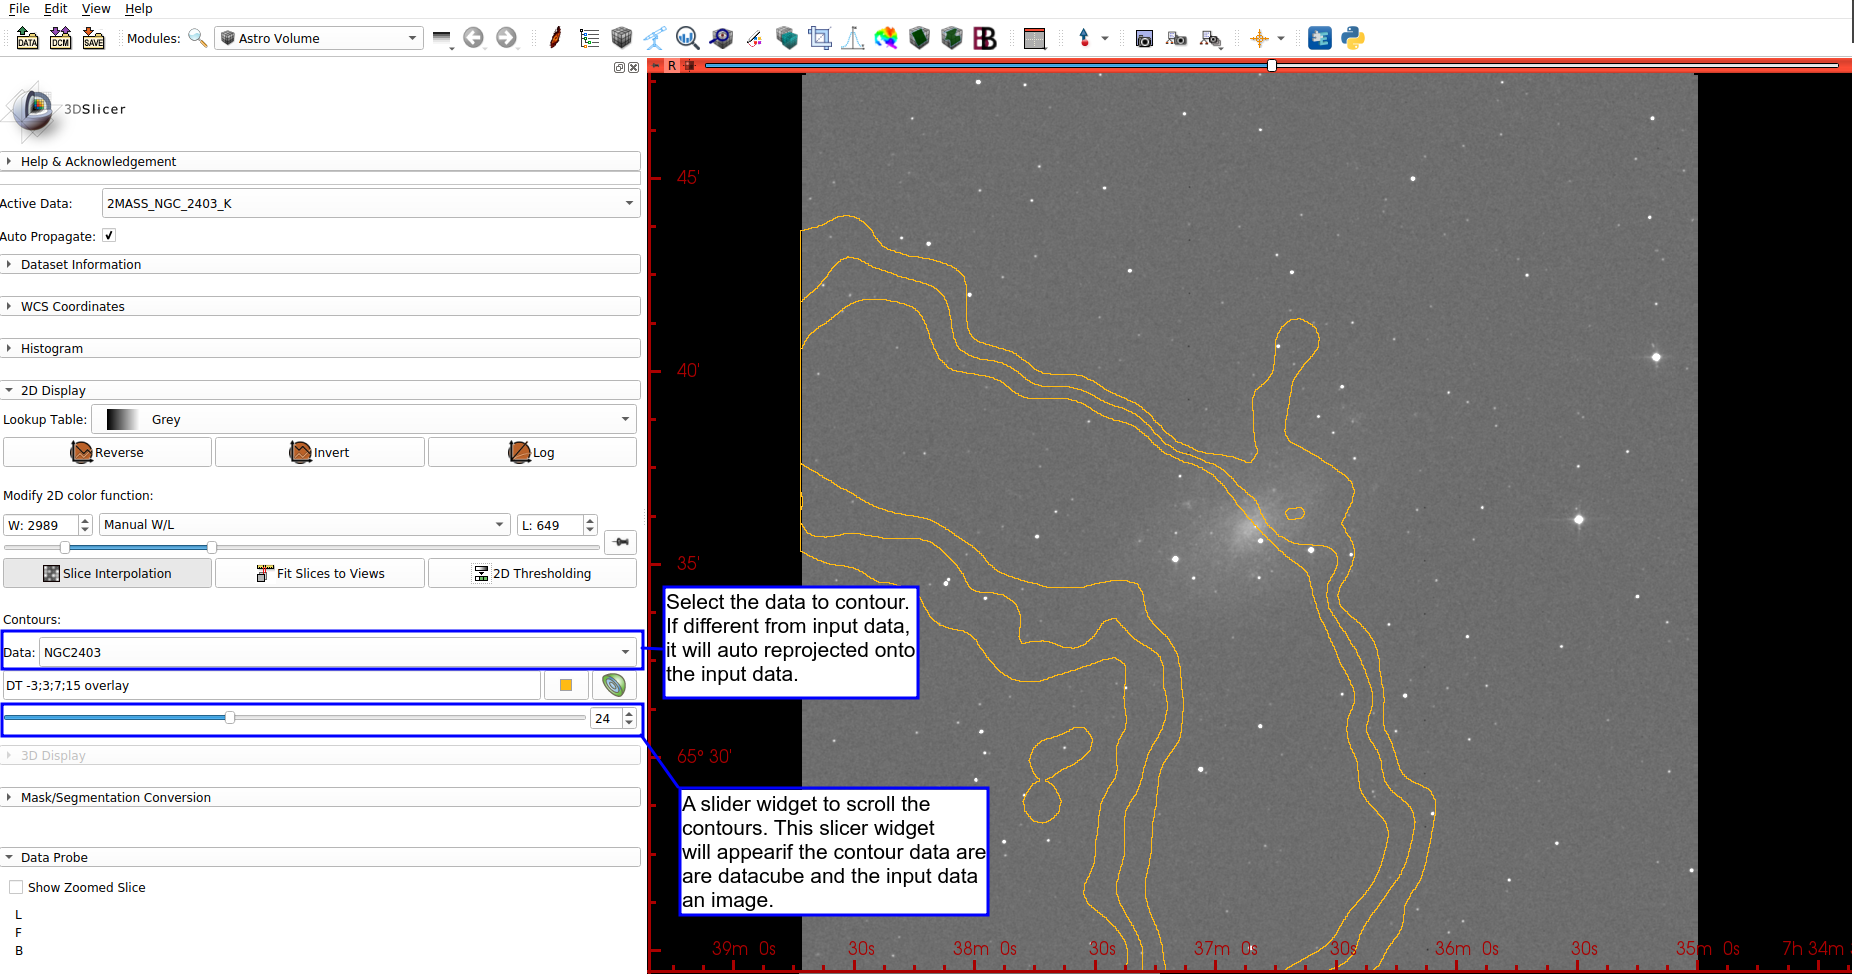 File Edit View Help
DATA DCM SAVE Modules: Astro Volume
R
3DSlicer
Help & Acknowledgement
Active Data: 2MASS_NGC_2403_K
Auto Propagate:
Dataset Information
WCS Coordinates
Histogram
2D Display
Lookup Table: Grey
Reverse Invert Log
Modify 2D color function:
W: 2989 Manual W/L L: 649
Slice Interpolation Fit Slices to Views 2D Thresholding
Contours:
Data: NGC2403
DT -3;3;7;15 overlay
24
3D Display
Mask/Segmentation Conversion
Data Probe
Show Zoomed Slice
L
F
B
45'
40'
35'
Select the data to contour.
If different from input data,
it will auto reprojected onto
the input data.
65° 30'
A slider widget to scroll the
contours. This slicer widget
will appearif the contour data are
are datacube and the input data
an image.
39m 0s 30s 38m 0s 30s 37m 0s 30s 36m 0s 30s 35m 0s 7h 34m